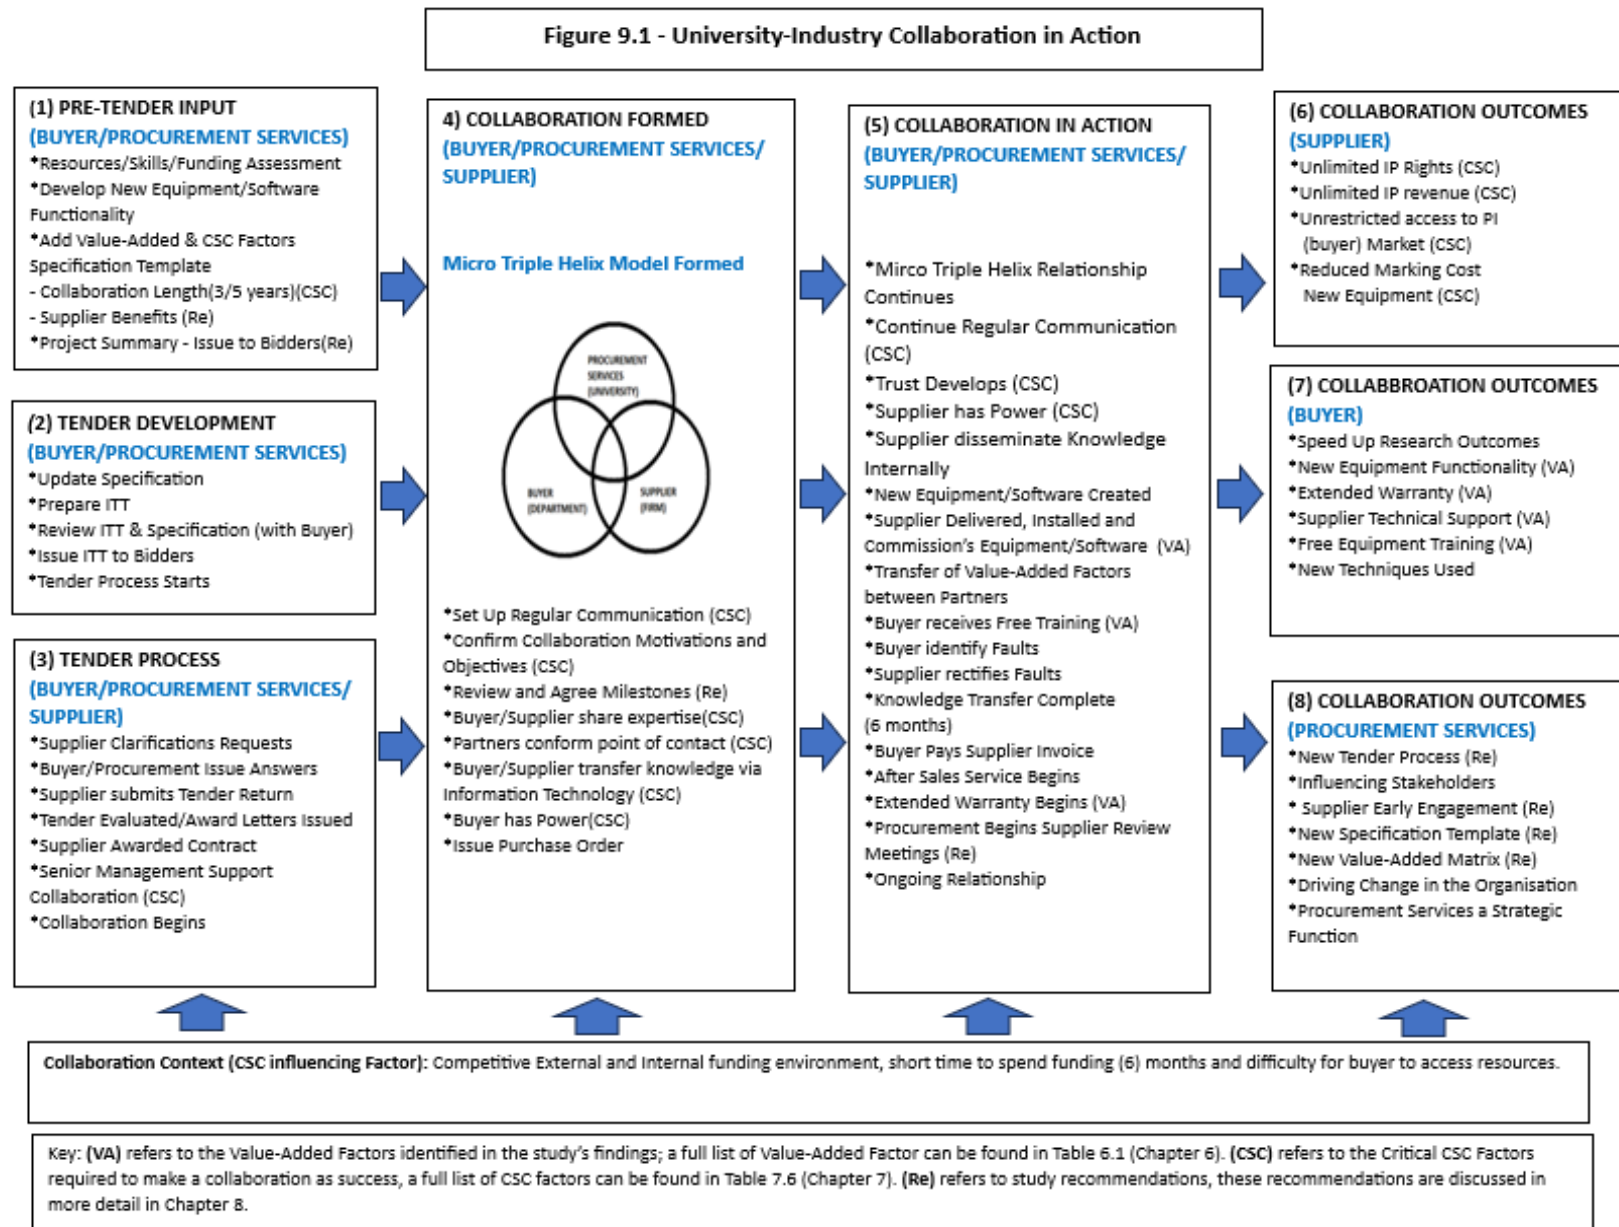 Figure 9.1 - University-Industry Collaboration in Action
(1) PRE-TENDER INPUT
(BUYER/PROCUREMENT SERVICES)
*Resources/Skills/Funding Assessment
*Develop New Equipment/Software
Functionality
*Add Value-Added & CSC Factors
Specification Template
- Collaboration Length(3/5 years)(CSC)
- Supplier Benefits (Re)
*Project Summary - Issue to Bidders(Re)
(2) TENDER DEVELOPMENT
(BUYER/PROCUREMENT SERVICES)
*Update Specification
*Prepare ITT
*Review ITT & Specification (with Buyer)
*Issue ITT to Bidders
*Tender Process Starts
(3) TENDER PROCESS
(BUYER/PROCUREMENT SERVICES/
SUPPLIER)
*Supplier Clarifications Requests
*Buyer/Procurement Issue Answers
*Supplier submits Tender Return
*Tender Evaluated/Award Letters Issued
*Supplier Awarded Contract
*Senior Management Support
Collaboration (CSC)
*Collaboration Begins
4) COLLABORATION FORMED
(BUYER/PROCUREMENT SERVICES/
SUPPLIER)
Micro Triple Helix Model Formed
PROCUREMENT
SERVICES
(UNIVERSITY)
BUYER
(DEPARTMENT)
SUPPLIER
(FIRM)
*Set Up Regular Communication (CSC)
*Confirm Collaboration Motivations and
Objectives (CSC)
*Review and Agree Milestones (Re)
*Buyer/Supplier share expertise(CSC)
*Partners conform point of contact (CSC)
*Buyer/Supplier transfer knowledge via
Information Technology (CSC)
*Buyer has Power(CSC)
*Issue Purchase Order
(5) COLLABORATION IN ACTION
(BUYER/PROCUREMENT SERVICES/
SUPPLIER)
*Mirco Triple Helix Relationship
Continues
*Continue Regular Communication
(CSC)
*Trust Develops (CSC)
*Supplier has Power (CSC)
*Supplier disseminate Knowledge
Internally
*New Equipment/Software Created
*Supplier Delivered, Installed and
Commission's Equipment/Software (VA)
*Transfer of Value-Added Factors
between Partners
*Buyer receives Free Training (VA)
*Buyer identify Faults
*Supplier rectifies Faults
*Knowledge Transfer Complete
(6 months)
*Buyer Pays Supplier Invoice
*After Sales Service Begins
*Extended Warranty Begins (VA)
*Procurement Begins Supplier Review
Meetings (Re)
*Ongoing Relationship
(6) COLLABORATION OUTCOMES
(SUPPLIER)
*Unlimited IP Rights (CSC)
*Unlimited IP revenue (CSC)
*Unrestricted access to PI
(buyer) Market (CSC)
*Reduced Marking Cost
New Equipment (CSC)
(7) COLLABBROATION OUTCOMES
(BUYER)
*Speed Up Research Outcomes
*New Equipment Functionality (VA)
*Extended Warranty (VA)
*Supplier Technical Support (VA)
*Free Equipment Training (VA)
*New Techniques Used
(8) COLLABORATION OUTCOMES
(PROCUREMENT SERVICES)
*New Tender Process (Re)
*Influencing Stakeholders
* Supplier Early Engagement (Re)
*New Specification Template (Re)
*New Value-Added Matrix (Re)
*Driving Change in the Organisation
*Procurement Services a Strategic
Function
Collaboration Context (CSC influencing Factor): Competitive External and Internal funding environment, short time to spend funding (6) months and difficulty for buyer to access resources.
Key: (VA) refers to the Value-Added Factors identified in the study's findings; a full list of Value-Added Factor can be found in Table 6.1 (Chapter 6). (CSC) refers to the Critical CSC Factors
required to make a collaboration as success, a full list of CSC factors can be found in Table 7.6 (Chapter 7). (Re) refers to study recommendations, these recommendations are discussed in
more detail in Chapter 8.